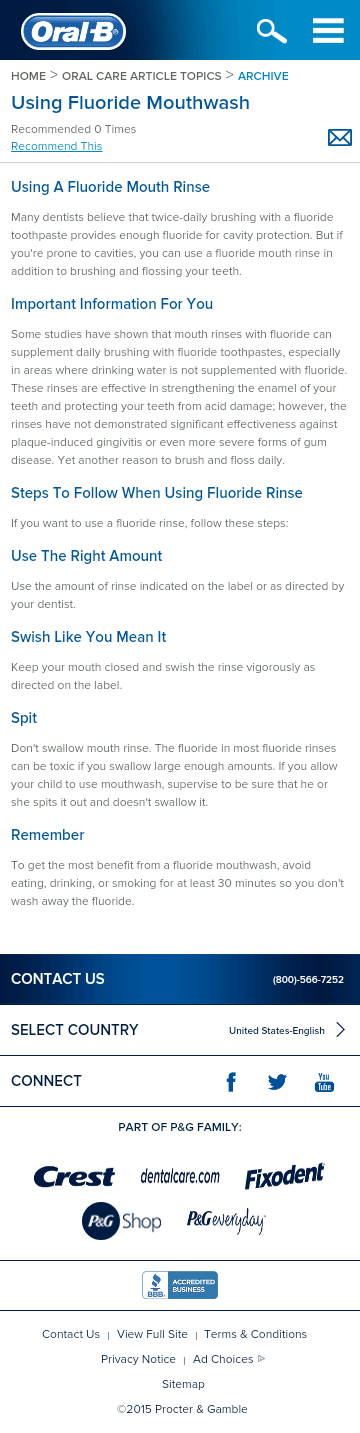 Oral-B®
HOME > ORAL CARE ARTICLE TOPICS > ARCHIVE
Using Fluoride Mouthwash
Recommended 0 Times
Recommend This
Using A Fluoride Mouth Rinse
Many dentists believe that twice-daily brushing with a fluoride
toothpaste provides enough fluoride for cavity protection. But if
you're prone to cavities, you can use a fluoride mouth rinse in
addition to brushing and flossing your teeth.
Important Information For You
Some studies have shown that mouth rinses with fluoride can
supplement daily brushing with fluoride toothpastes, especially
in areas where drinking water is not supplemented with fluoride.
These rinses are effective in strengthening the enamel of your
teeth and protecting your teeth from acid damage; however, the
rinses have not demonstrated significant effectiveness against
plaque-induced gingivitis or even more severe forms of gum
disease. Yet another reason to brush and floss daily.
Steps To Follow When Using Fluoride Rinse
If you want to use a fluoride rinse, follow these steps:
Use The Right Amount
Use the amount of rinse indicated on the label or as directed by
your dentist.
Swish Like You Mean It
Keep your mouth closed and swish the rinse vigorously as
directed on the label.
Spit
Don't swallow mouth rinse. The fluoride in most fluoride rinses
can be toxic if you swallow large enough amounts. If you allow
your child to use mouthwash, supervise to be sure that he or
she spits it out and doesn't swallow it.
Remember
To get the most benefit from a fluoride mouthwash, avoid
eating, drinking, or smoking for at least 30 minutes so you don't
wash away the fluoride.
CONTACT US (800)-566-7252
SELECT COUNTRY United States-English
CONNECT You Tube
PART OF P&G FAMILY:
Crest dentalcare.com Fixodent
P&G Shop P&G everyday
BBB. ACCREDITED BUSINESS
Contact Us | View Full Site | Terms & Conditions
Privacy Notice | Ad Choices
Sitemap
©2015 Procter & Gamble